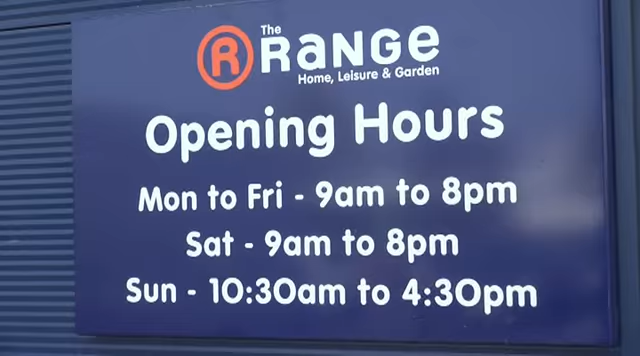 R The
RANGE
Home, Leisure & Garden
Opening Hours
Mon to Fri - 9am to 8pm
Sat - 9am to 8pm
Sun - 10:30am to 4:30pm